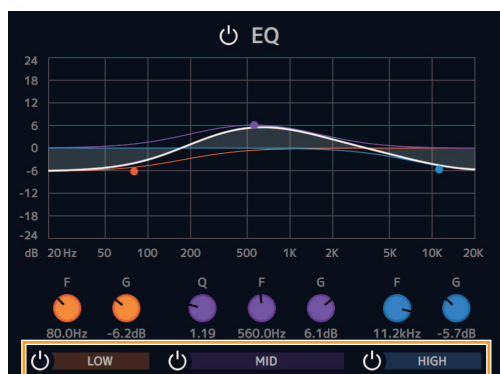 EQ
24
18
12
6
0
-6
-12
-18
-24
dB 20 Hz 50 100 200 500 1K 2K 5K 10K 20K
F G Q F G F G
80.0Hz -6.2dB 1.19 560.0Hz 6.1dB 11.2kHz -5.7dB
LOW MID HIGH